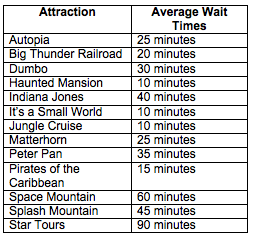 Attraction Average Wait
Times
Autopia 25 minutes
Big Thunder Railroad 20 minutes
Dumbo 30 minutes
Haunted Mansion 10 minutes
Indiana Jones 40 minutes
It's a Small World 10 minutes
Jungle Cruise 10 minutes
Matterhorn 25 minutes
Peter Pan 35 minutes
Pirates of the 15 minutes
Caribbean
Space Mountain 60 minutes
Splash Mountain 45 minutes
Star Tours 90 minutes